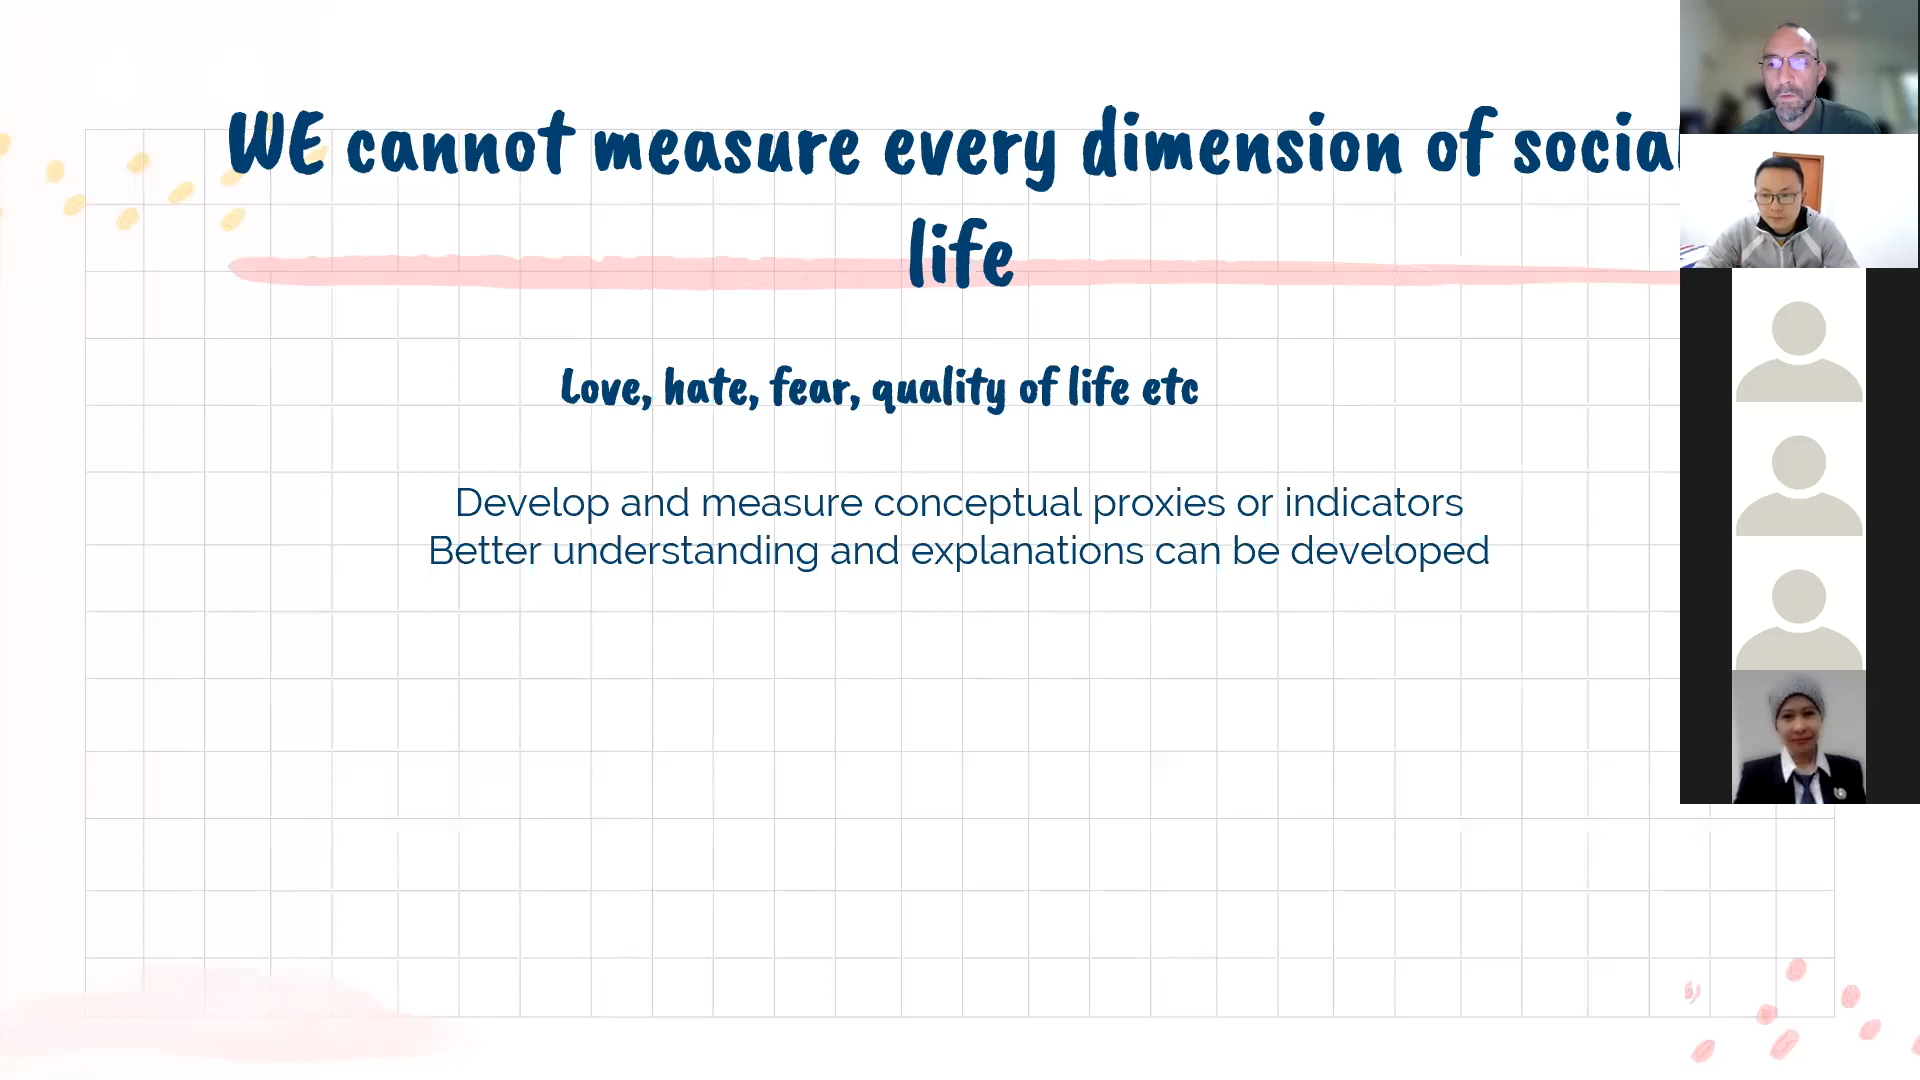 WE cannot measure every dimension of socia
life
Love, hate, fear, quality of life etc
Develop and measure conceptual proxies or indicators
Better understanding and explanations can be developed